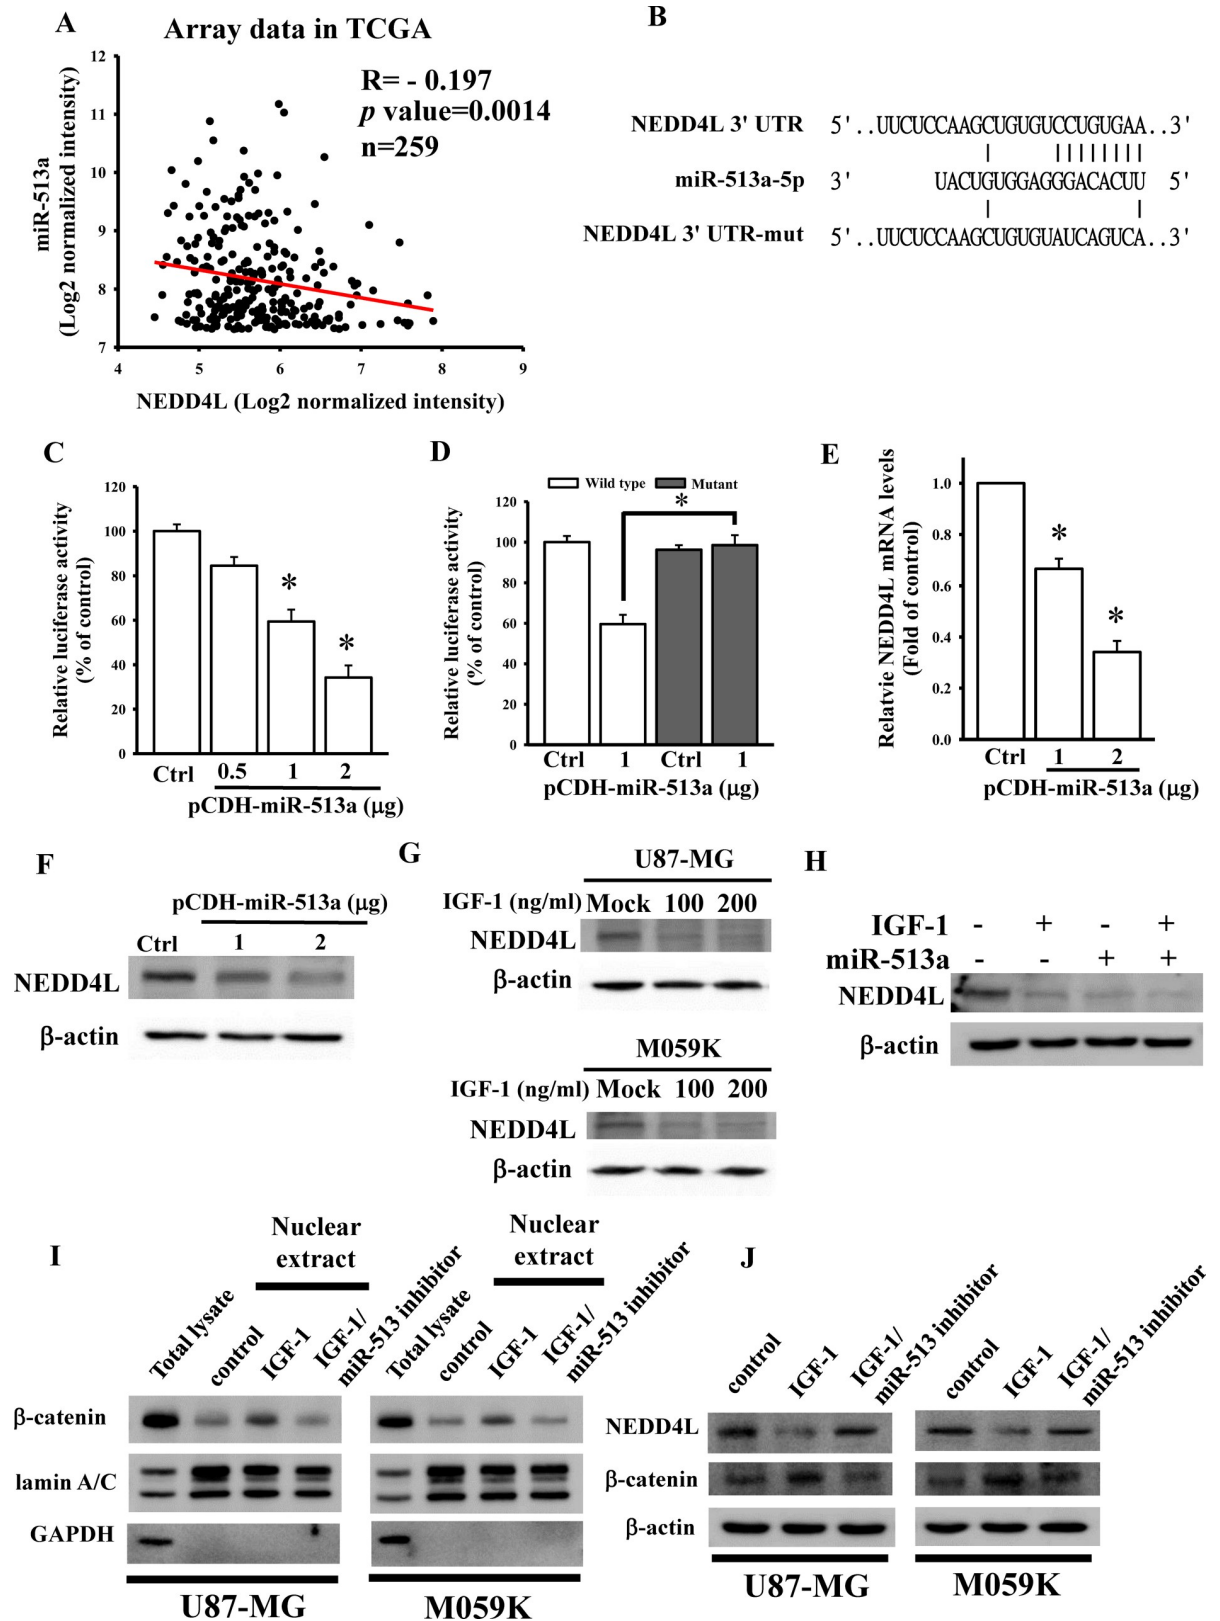 A
Array data in TCGA
R= - 0.197
p value=0.0014
n=259
miR-513a
(Log2 normalized intensity)
12
11
10
9
8
7
4 5 6 7 8 9
NEDD4L (Log2 normalized intensity)
B
NEDD4L 3' UTR 5'..UUCUCCAAGCUGUGUCCUGUGAA..3'
miR-513a-5p 3' UACUGUGGAGGGACACUU 5'
NEDD4L 3' UTR-mut 5'..UUCUCCAAGCUGUGUAUCAGUCA..3'
C
Relative luciferase activity
(% of control)
120
100
80
60
40
20
0
* *
Ctrl 0.5 1 2
pCDH-miR-513a (μg)
D
Wild type Mutant
*
Relative luciferase activity
(% of control)
120
100
80
60
40
20
0
Ctrl 1 Ctrl 1
pCDH-miR-513a (μg)
E
Relatvie NEDD4L mRNA levels
(Fold of control)
1.0
0.8
0.6
0.4
0.2
0.0
* *
Ctrl 1 2
pCDH-miR-513a (μg)
F
pCDH-miR-513a (μg)
Ctrl 1 2
NEDD4L
β-actin
G
U87-MG
IGF-1 (ng/ml) Mock 100 200
NEDD4L
β-actin
M059K
IGF-1 (ng/ml) Mock 100 200
NEDD4L
β-actin
H
IGF-1 - + - +
miR-513a - - + +
NEDD4L
β-actin
I
Nuclear
extract
Nuclear
extract
Total lysate
control
IGF-1
IGF-1/
miR-513 inhibitor
Total lysate
control
IGF-1
IGF-1/
miR-513 inhibitor
β-catenin
lamin A/C
GAPDH
U87-MG
M059K
J
control
IGF-1
IGF-1/
miR-513 inhibitor
control
IGF-1
IGF-1/
miR-513 inhibitor
NEDD4L
β-catenin
β-actin
U87-MG
M059K